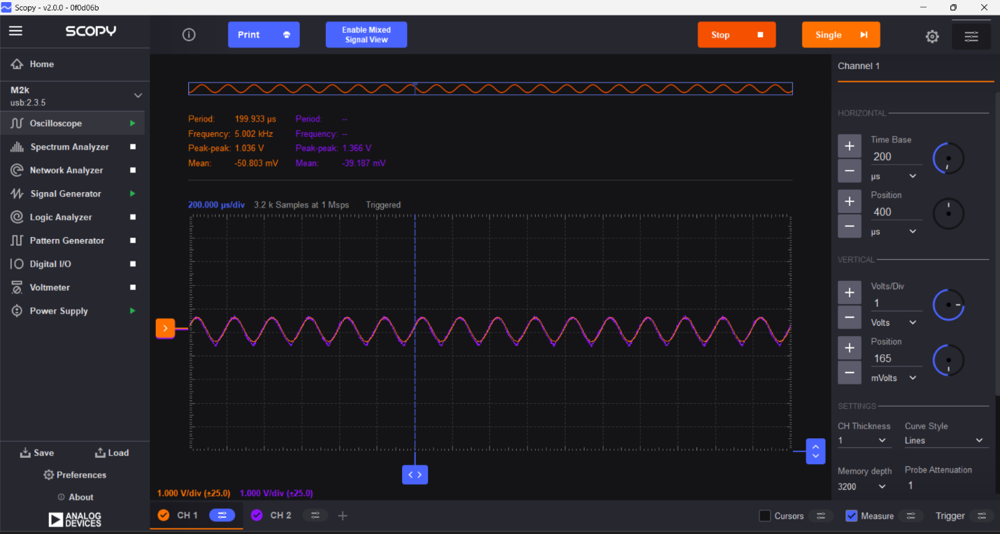 Scopy - v2.0.0 - 0f0d06b
SCOPY
Print
Enable Mixed
Signal View
Stop
Single
Home
M2k
usb:2.3.5
Oscilloscope
Spectrum Analyzer
Network Analyzer
Signal Generator
Logic Analyzer
Pattern Generator
Digital I/O
Voltmeter
Power Supply
Save
Load
Preferences
About
ANALOG
DEVICES
Period: 199.933 µs Period: --
Frequency: 5.002 kHz Frequency: --
Peak-peak: 1.036 V Peak-peak: 1.366 V
Mean: -50.803 mV Mean: -39.187 mV
200.000 µs/div 3.2 k Samples at 1 Msps Triggered
1.000 V/div (±25.0) 1.000 V/div (±25.0)
CH 1
CH 2
Channel 1
HORIZONTAL
Time Base
200
µs
Position
400
µs
VERTICAL
Volts/Div
1
Volts
Position
165
mVolts
SETTINGS
CH Thickness Curve Style
1 Lines
Memory depth Probe Attenuation
3200 1
Cursors
Measure
Trigger